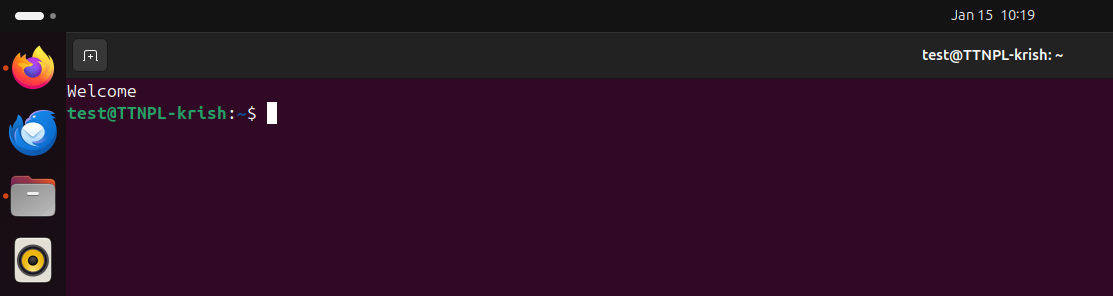 Jan 15 10:19
test@TTNPL-krish: ~
Welcome
test@TTNPL-krish:~$